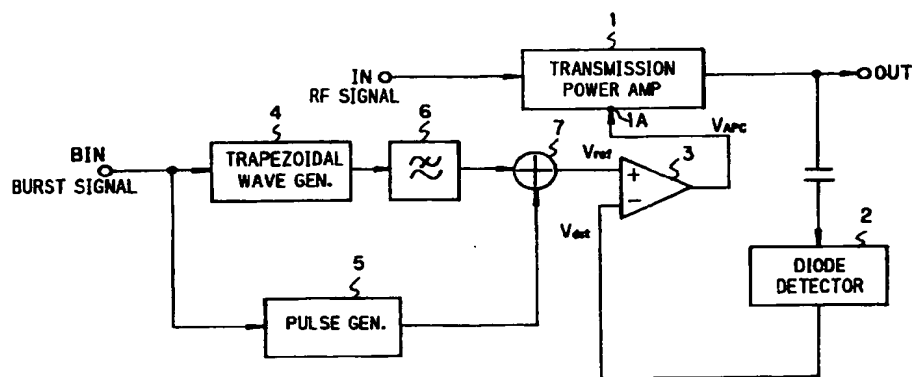 1
IN
RF SIGNAL
TRANSMISSION
POWER AMP
OUT
1A
VAPC
4
6
7
BIN
BURST SIGNAL
TRAPEZOIDAL
WAVE GEN.
Vref
+
3
−
Vdet
2
DIODE
DETECTOR
5
PULSE GEN.